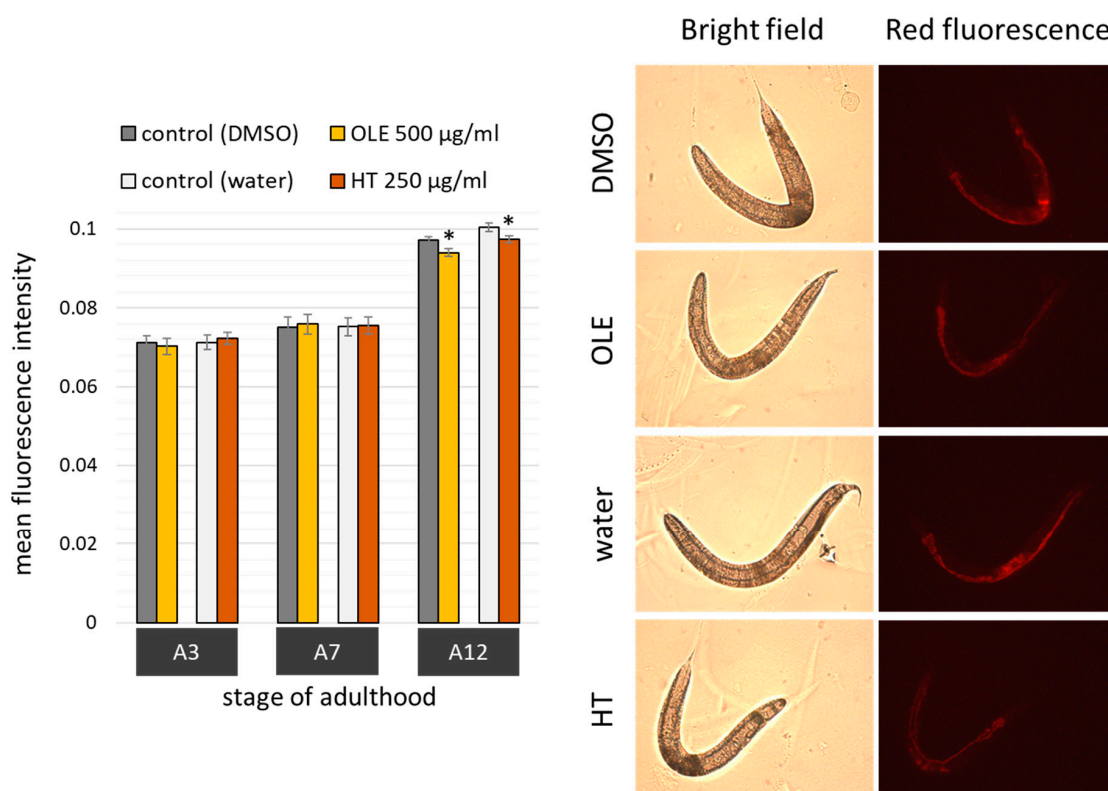 Bright field
Red fluorescence
control (DMSO)
OLE 500 µg/ml
control (water)
HT 250 µg/ml
mean fluorescence intensity
0.1
0.08
0.06
0.04
0.02
0
*
*
A3
A7
A12
stage of adulthood
DMSO
OLE
water
HT